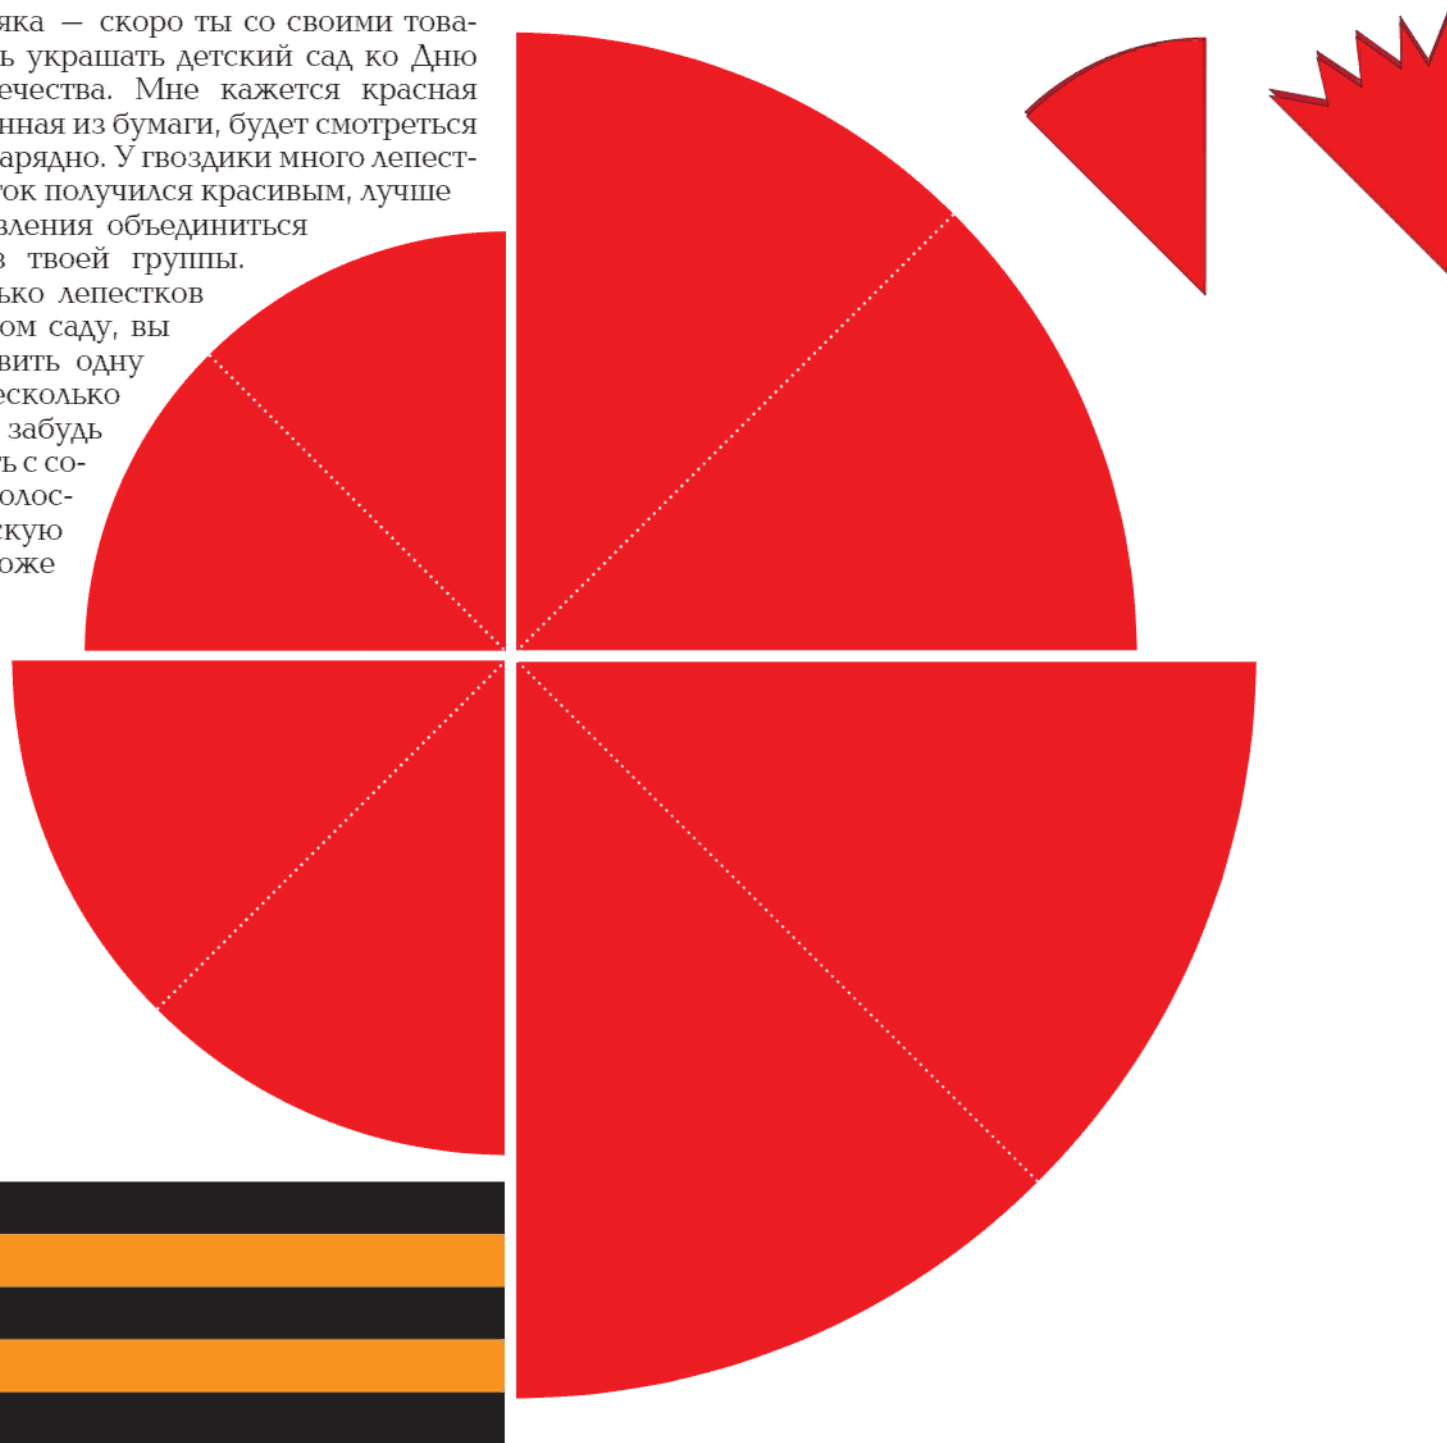 яка — скоро ты со своими това-
ь украшать детский сад ко Дню
ечества. Мне кажется красная
нная из бумаги, будет смотреться
арядно. У гвоздики много лепест-
ток получился красивым, лучше
вления объединиться
в твоей группы.
ько лепестков
ом саду, вы
вить одну
есколько
забудь
ть с со-
олос-
скую
оже